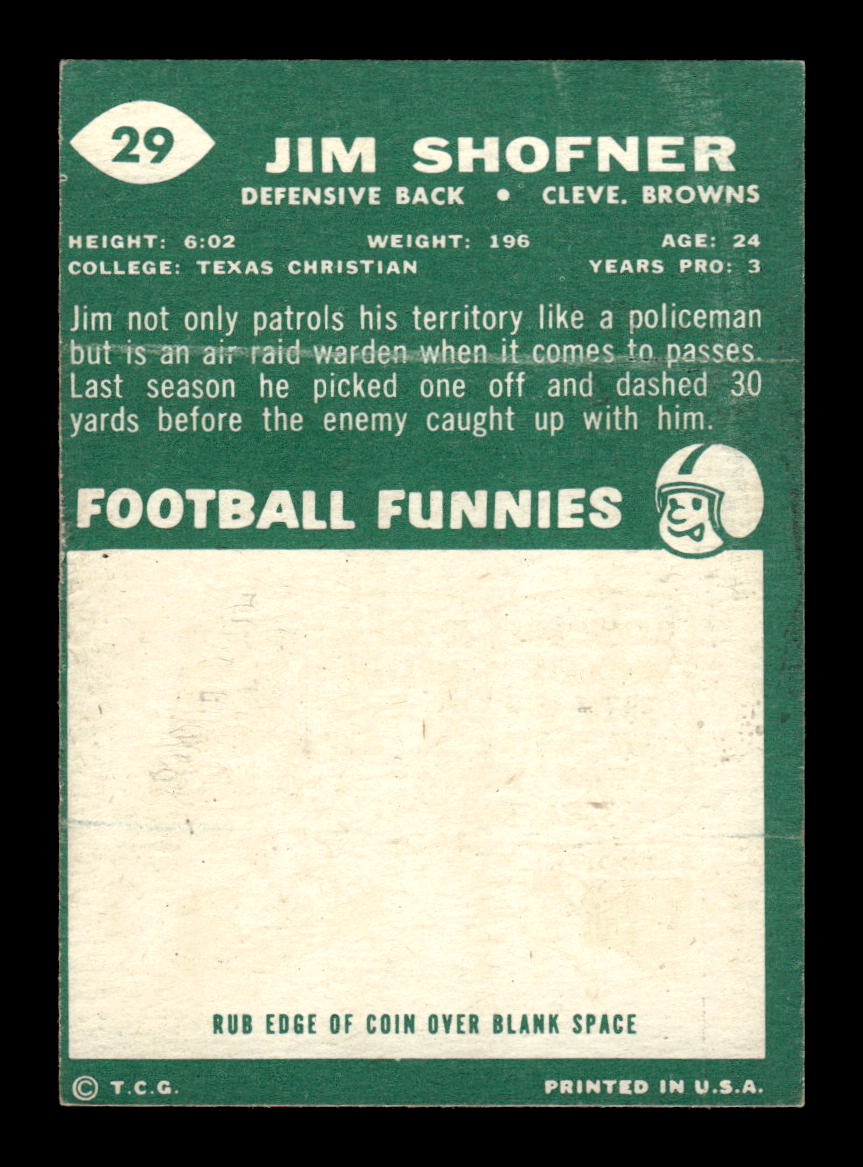 29
JIM SHOFNER
DEFENSIVE BACK • CLEVE. BROWNS
HEIGHT: 6:02 WEIGHT: 196 AGE: 24
COLLEGE: TEXAS CHRISTIAN YEARS PRO: 3
Jim not only patrols his territory like a policeman
but is an air raid warden when it comes to passes.
Last season he picked one off and dashed 30
yards before the enemy caught up with him.
FOOTBALL FUNNIES
RUB EDGE OF COIN OVER BLANK SPACE
© T.C.G. PRINTED IN U.S.A.